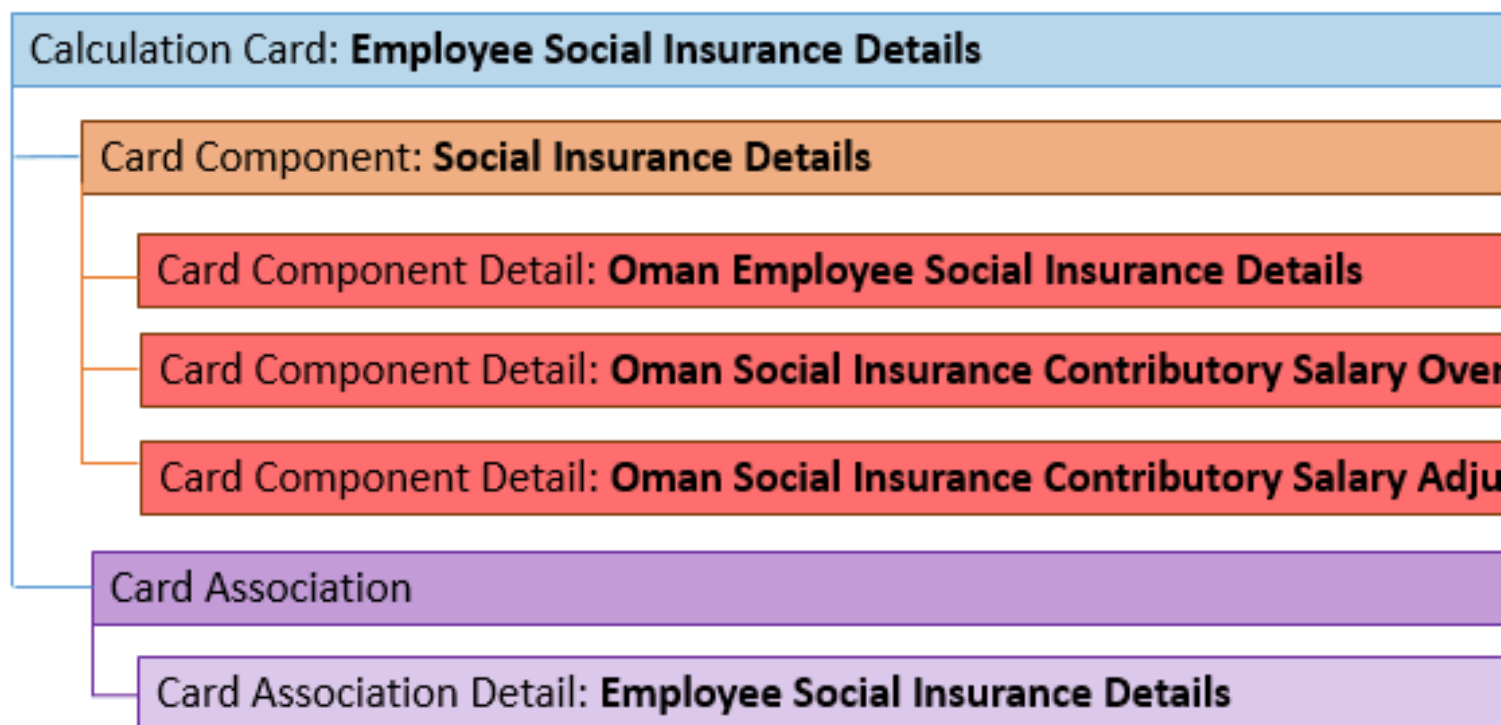 Calculation Card: Employee Social Insurance Details
Card Component: Social Insurance Details
Card Component Detail: Oman Employee Social Insurance Details
Card Component Detail: Oman Social Insurance Contributory Salary
Card Component Detail: Oman Social Insurance Contributory Salary
Card Association
Card Association Detail: Employee Social Insurance Details